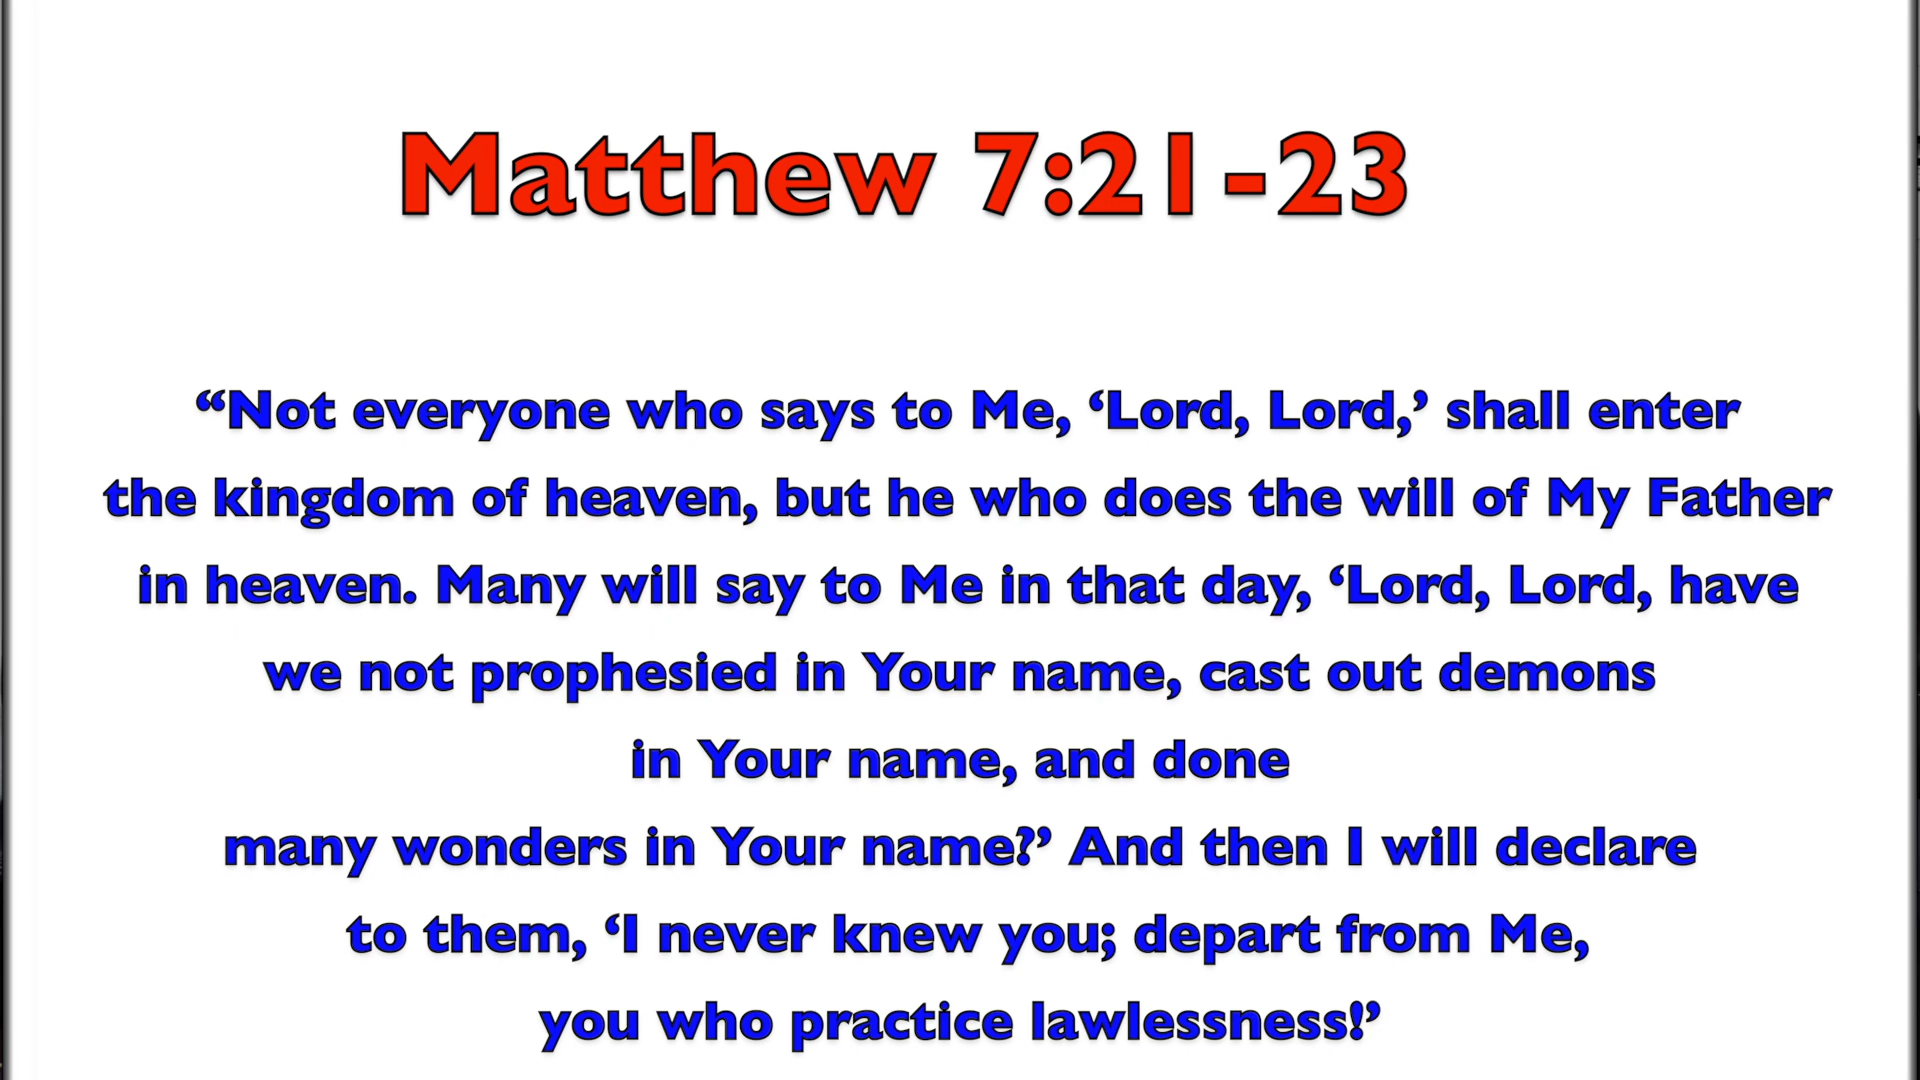 Matthew 7:21-23
“Not everyone who says to Me, ‘Lord, Lord,’ shall enter
the kingdom of heaven, but he who does the will of My Father
in heaven. Many will say to Me in that day, ‘Lord, Lord, have
we not prophesied in Your name, cast out demons
in Your name, and done
many wonders in Your name?’ And then I will declare
to them, ‘I never knew you; depart from Me,
you who practice lawlessness!’